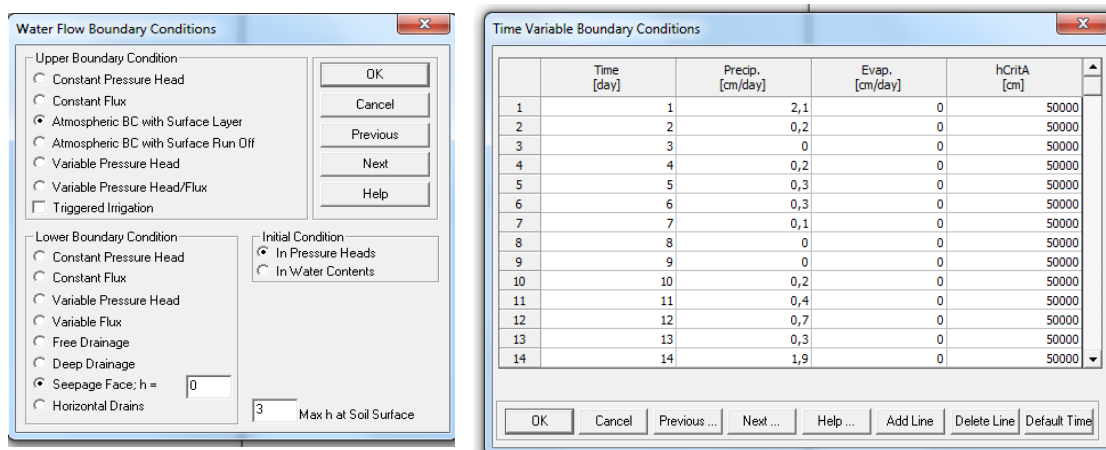 Water Flow Boundary Conditions
Upper Boundary Condition
Constant Pressure Head
Constant Flux
Atmospheric BC with Surface Layer
Atmospheric BC with Surface Run Off
Variable Pressure Head
Variable Pressure Head/Flux
Triggered Irrigation
OK
Cancel
Previous
Next
Help
Lower Boundary Condition
Constant Pressure Head
Constant Flux
Variable Pressure Head
Variable Flux
Free Drainage
Deep Drainage
Seepage Face; h = 0
Horizontal Drains
Initial Condition
In Pressure Heads
In Water Contents
3 Max h at Soil Surface
Time Variable Boundary Conditions
Time [day] Precip. [cm/day] Evap. [cm/day] hCritA [cm]
1 1 2,1 0 50000
2 2 0,2 0 50000
3 3 0 0 50000
4 4 0,2 0 50000
5 5 0,3 0 50000
6 6 0,3 0 50000
7 7 0,1 0 50000
8 8 0 0 50000
9 9 0 0 50000
10 10 0,2 0 50000
11 11 0,4 0 50000
12 12 0,7 0 50000
13 13 0,3 0 50000
14 14 1,9 0 50000
OK Cancel Previous ... Next ... Help ... Add Line Delete Line Default Time